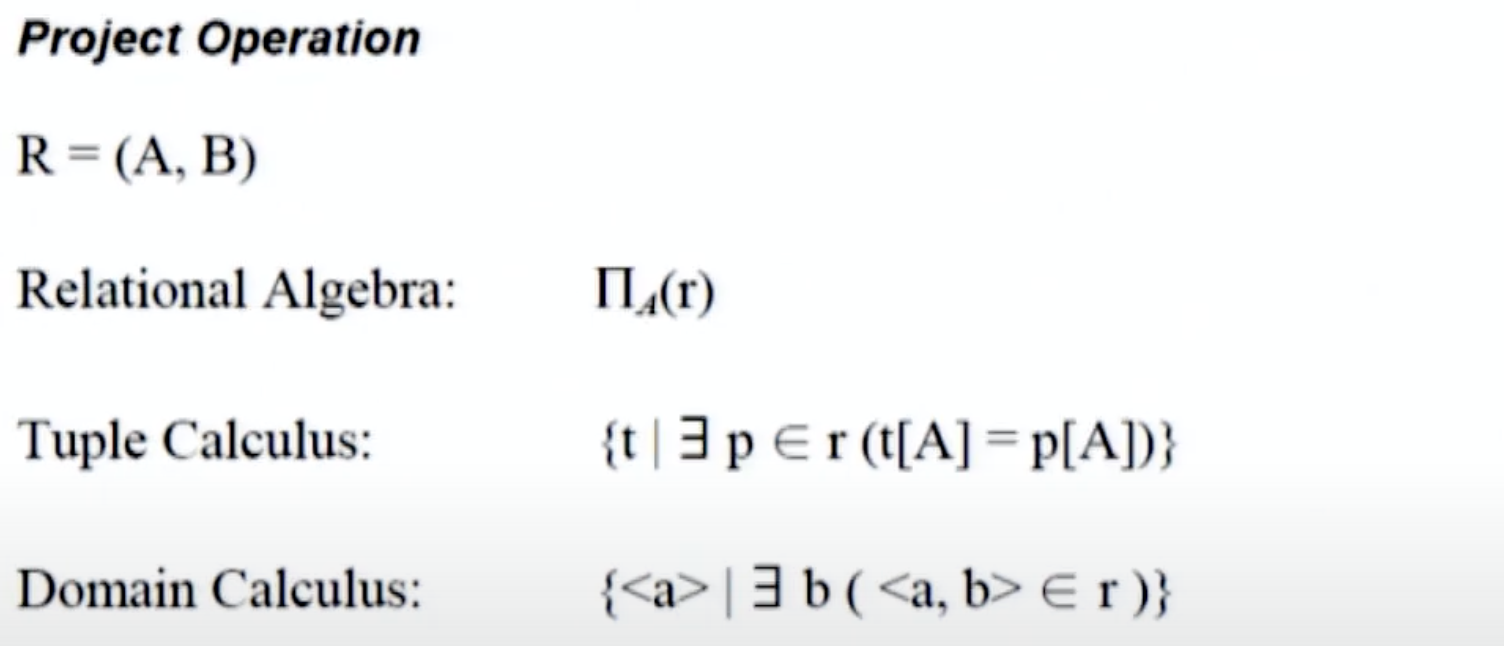 Project Operation
R = (A, B)
Relational Algebra: Π_A(r)
Tuple Calculus: {t | ∃ p ∈ r (t[A] = p[A])}
Domain Calculus: {<a> | ∃ b ( <a, b> ∈ r )}